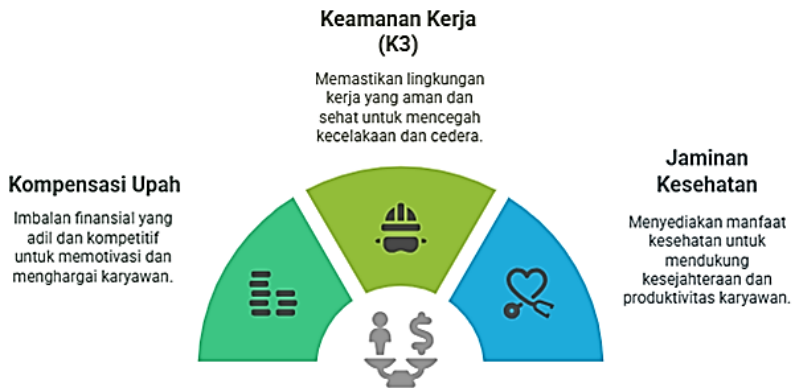 Keamanan Kerja
(K3)
Memastikan lingkungan
kerja yang aman dan
sehat untuk mencegah
kecelakaan dan cedera.
Kompensasi Upah
Imbalan finansial yang
adil dan kompetitif
untuk memotivasi dan
menghargai karyawan.
Jaminan
Kesehatan
Menyediakan manfaat
kesehatan untuk
mendukung
kesejahteraan dan
produktivitas karyawan.
$